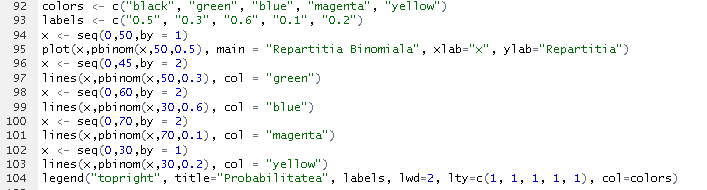 92 colors <- c("black", "green", "blue", "magenta", "yellow")
93 labels <- c("0.5", "0.3", "0.6", "0.1", "0.2")
94 x <- seq(0,50,by = 1)
95 plot(x,pbinom(x,50,0.5), main = "Repartitia Binomiala", xlab="x", ylab="Repartitia")
96 x <- seq(0,45,by = 2)
97 lines(x,pbinom(x,50,0.3), col = "green")
98 x <- seq(0,60,by = 2)
99 lines(x,pbinom(x,30,0.6), col = "blue")
100 x <- seq(0,70,by = 2)
101 lines(x,pbinom(x,70,0.1), col = "magenta")
102 x <- seq(0,30,by = 1)
103 lines(x,pbinom(x,30,0.2), col = "yellow")
104 legend("topright", title="Probabilitatea", labels, lwd=2, lty=c(1, 1, 1, 1, 1), col=colors)